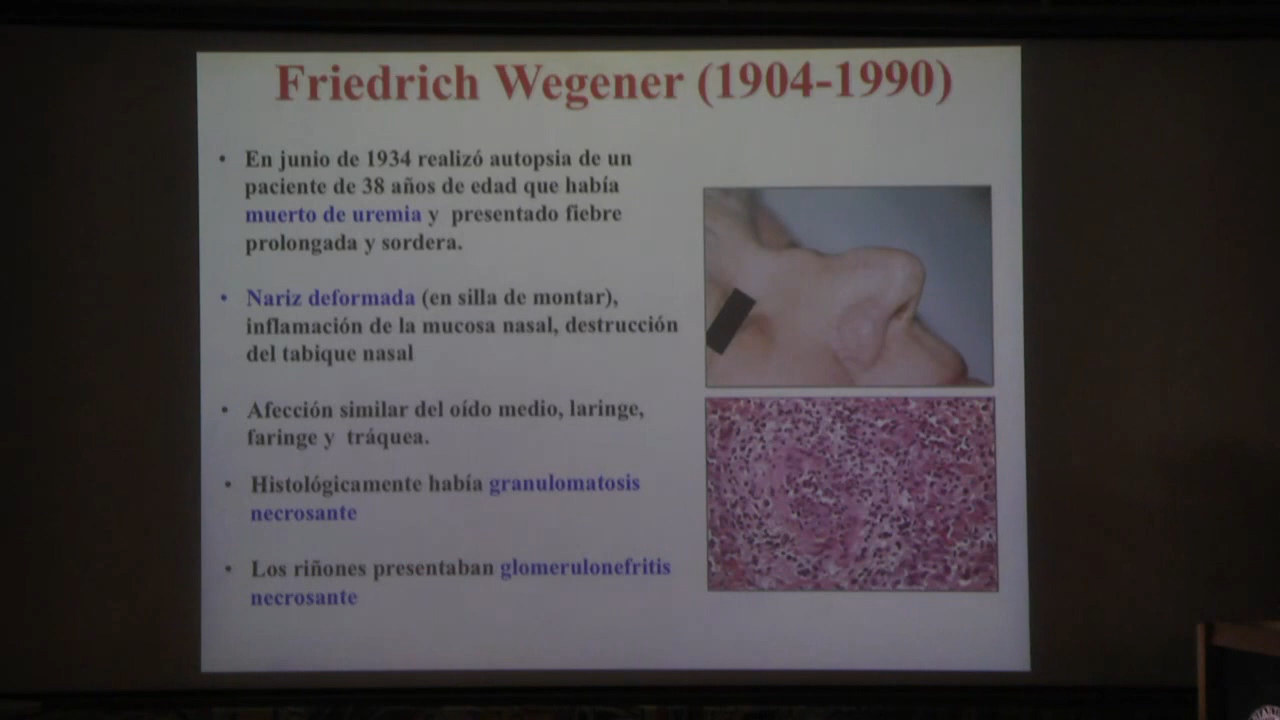 Friedrich Wegener (1904-1990)
• En junio de 1934 realizó autopsia de un
paciente de 38 años de edad que había
muerto de uremia y presentado fiebre
prolongada y sordera.
• Nariz deformada (en silla de montar),
inflamación de la mucosa nasal, destrucción
del tabique nasal
• Afección similar del oído medio, laringe,
faringe y tráquea.
• Histológicamente había granulomatosis
necrosante
• Los riñones presentaban glomerulonefritis
necrosante